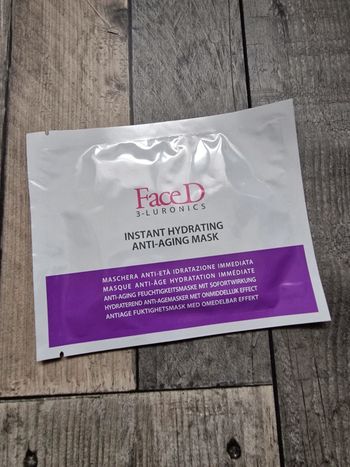 Face D
3-LURONICS
INSTANT HYDRATING
ANTI-AGING MASK
MASCHERA ANTI-ETÀ IDRATAZIONE IMMEDIATA
MASQUE ANTI-ÂGE HYDRATATION IMMÉDIATE
ANTI-AGING FEUCHTIGKEITSMASKE MIT SOFORTWIRKUNG
HYDRATEREND ANTI-AGEMASKER MET ONMIDDELLIJK EFFECT
ANTIAGE FUKTIGHETSMASK MED OMEDELBAR EFFEKT